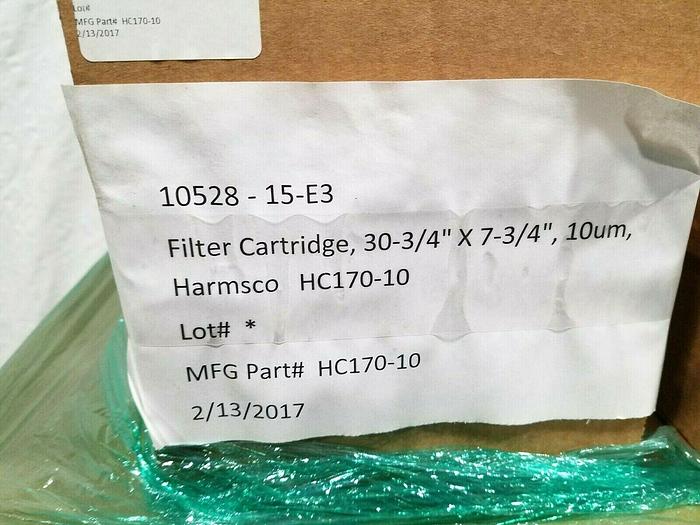 Lot#
MFG Part# HC170-10
2/13/2017
10528 - 15-E3
Filter Cartridge, 30-3/4" X 7-3/4", 10um,
Harmsco HC170-10
Lot# *
MFG Part# HC170-10
2/13/2017